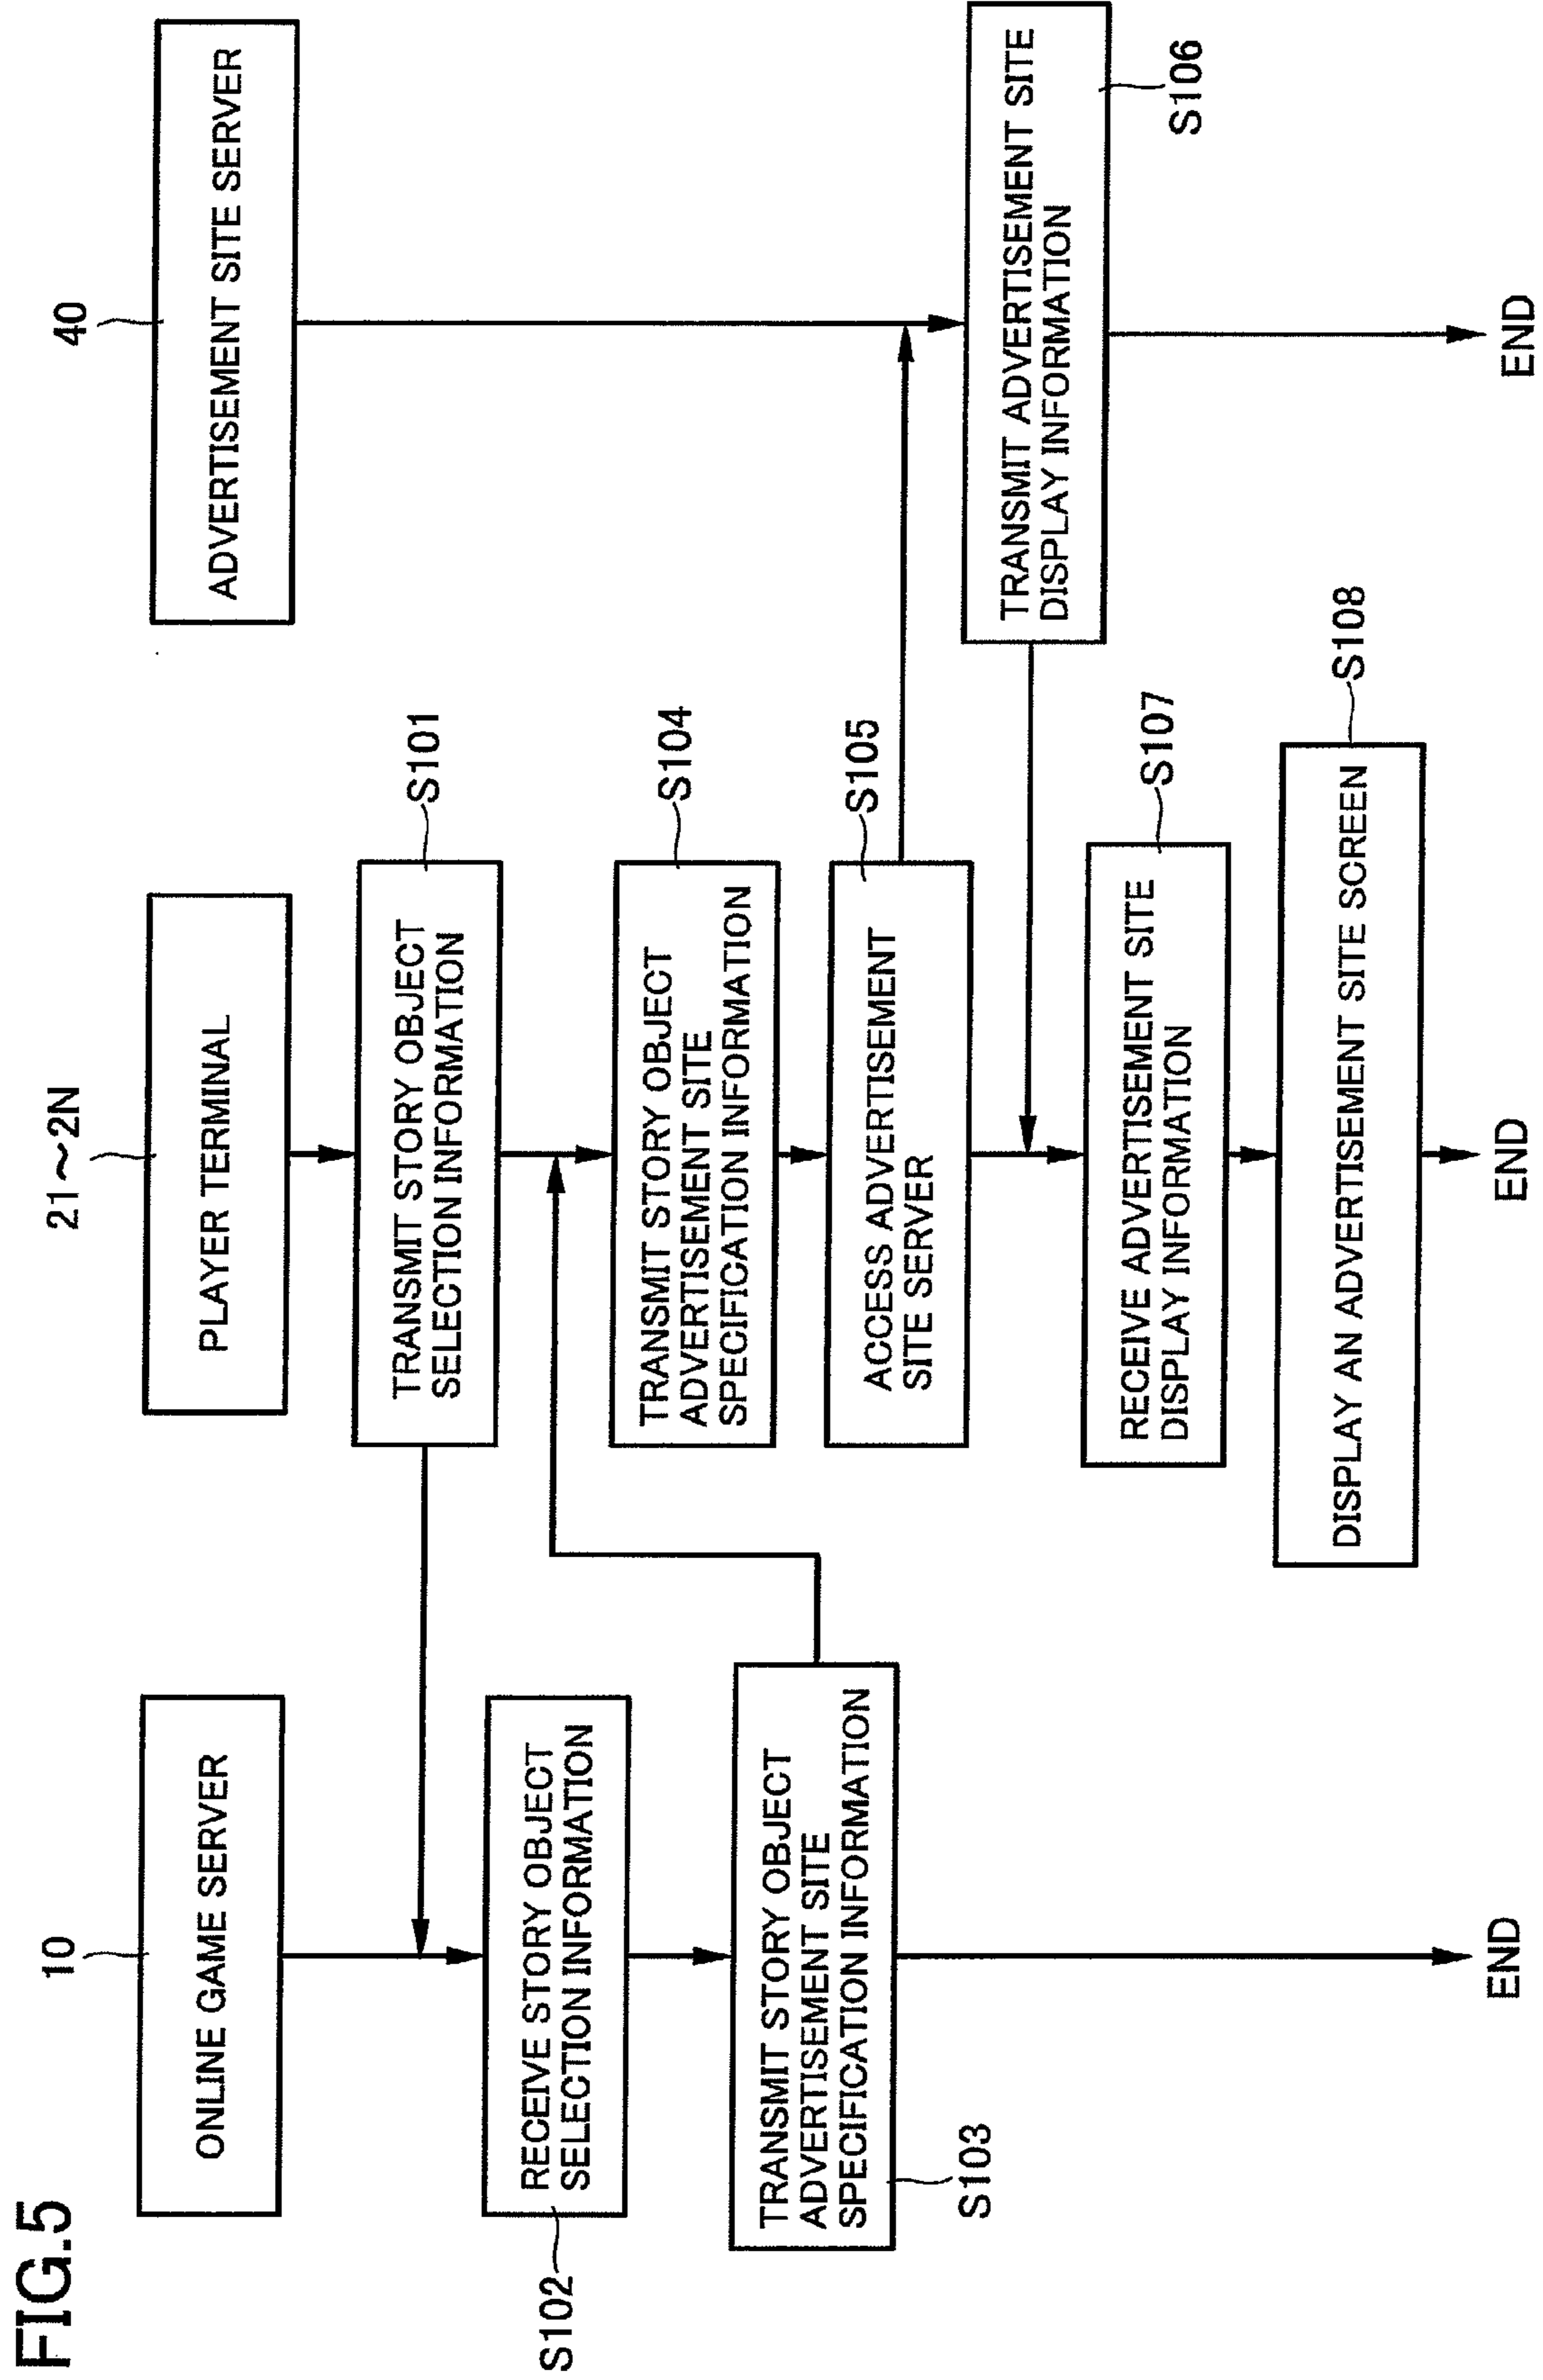 FIG.5
10
ONLINE GAME SERVER
21~2N
PLAYER TERMINAL
40
ADVERTISEMENT SITE SERVER
TRANSMIT STORY OBJECT
SELECTION INFORMATION
S101
RECEIVE STORY OBJECT
SELECTION INFORMATION
S102
TRANSMIT STORY OBJECT
ADVERTISEMENT SITE
SPECIFICATION INFORMATION
S103
TRANSMIT STORY OBJECT
ADVERTISEMENT SITE
SPECIFICATION INFORMATION
S104
ACCESS ADVERTISEMENT
SITE SERVER
S105
TRANSMIT ADVERTISEMENT SITE
DISPLAY INFORMATION
S106
RECEIVE ADVERTISEMENT SITE
DISPLAY INFORMATION
S107
DISPLAY AN ADVERTISEMENT SITE SCREEN
S108
END
END
END